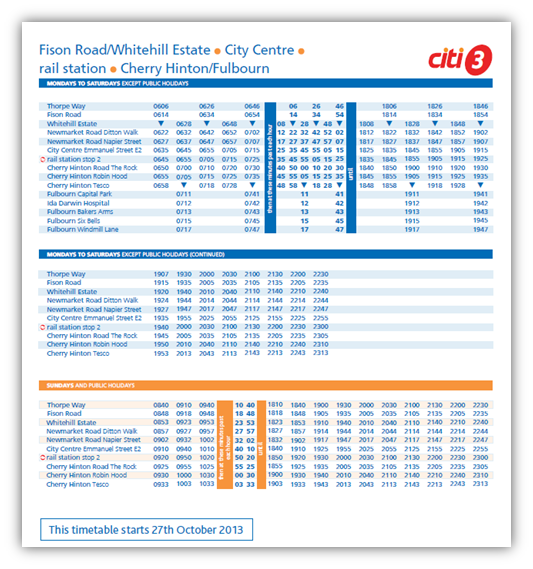 Fison Road/Whitehill Estate • City Centre •
rail station • Cherry Hinton/Fulbourn
citi 3
MONDAYS TO SATURDAYS EXCEPT PUBLIC HOLIDAYS
Thorpe Way 0606 0626 0646 06 26 46 1806 1826 1846
Fison Road 0614 0634 0654 14 34 54 1814 1834 1854
Whitehill Estate ▼ 0628 ▼ 0648 ▼ 08 ▼ 28 ▼ 48 ▼ 1808 ▼ 1828 ▼ 1848 ▼
Newmarket Road Ditton Walk 0622 0632 0642 0652 0702 12 22 32 42 52 02 1812 1822 1832 1842 1852 1902
Newmarket Road Napier Street 0627 0637 0647 0657 0707 17 27 37 47 57 07 1817 1827 1837 1847 1857 1907
City Centre Emmanuel Street E2 0635 0645 0655 0705 0715 25 35 45 55 05 15 1825 1835 1845 1855 1905 1915
rail station stop 2 0645 0655 0705 0715 0725 35 45 55 05 15 25 1835 1845 1855 1905 1915 1925
Cherry Hinton Road The Rock 0650 0700 0710 0720 0730 50 00 10 20 30 1840 1850 1900 1910 1920 1930
Cherry Hinton Robin Hood 0655 0705 0715 0725 0735 45 55 05 15 25 35 1845 1855 1905 1915 1925 1935
Cherry Hinton Tesco 0658 ▼ 0718 0728 ▼ 48 58 ▼ 18 28 ▼ 1848 1858 ▼ 1918 1928 ▼
Fulbourn Capital Park 0711 0741 11 41 1911 1941
Ida Darwin Hospital 0712 0742 12 42 1912 1942
Fulbourn Bakers Arms 0713 0743 13 43 1913 1943
Fulbourn Six Bells 0715 0745 15 45 1915 1945
Fulbourn Windmill Lane 0717 0747 17 47 1917 1947
then at these minutes past each hour
until
MONDAYS TO SATURDAYS EXCEPT PUBLIC HOLIDAYS (CONTINUED)
Thorpe Way 1907 1930 2000 2030 2100 2130 2200 2230
Fison Road 1915 1935 2005 2035 2105 2135 2205 2235
Whitehill Estate 1920 1940 2010 2040 2110 2140 2210 2240
Newmarket Road Ditton Walk 1924 1944 2014 2044 2114 2144 2214 2244
Newmarket Road Napier Street 1927 1947 2017 2047 2117 2147 2217 2247
City Centre Emmanuel Street E2 1935 1955 2025 2055 2125 2155 2225 2255
rail station stop 2 1940 2000 2030 2100 2130 2200 2230 2300
Cherry Hinton Road The Rock 1945 2005 2035 2105 2135 2205 2235 2305
Cherry Hinton Robin Hood 1950 2010 2040 2110 2140 2210 2240 2310
Cherry Hinton Tesco 1953 2013 2043 2113 2143 2213 2243 2313
SUNDAYS AND PUBLIC HOLIDAYS
Thorpe Way 0840 0910 0940 10 40 1810 1840 1900 1930 2000 2030 2100 2130 2200 2230
Fison Road 0848 0918 0948 18 48 1818 1848 1905 1935 2005 2035 2105 2135 2205 2235
Whitehill Estate 0853 0923 0953 23 53 1823 1853 1910 1940 2010 2040 2110 2140 2210 2240
Newmarket Road Ditton Walk 0857 0927 0957 27 57 1827 1857 1914 1944 2014 2044 2114 2144 2214 2244
Newmarket Road Napier Street 0902 0932 1002 32 02 1832 1902 1917 1947 2017 2047 2117 2147 2217 2247
City Centre Emmanuel Street E2 0910 0940 1010 40 10 1840 1910 1925 1955 2025 2055 2125 2155 2225 2255
rail station stop 2 0920 0950 1020 50 20 1850 1920 1930 2000 2030 2100 2130 2200 2230 2300
Cherry Hinton Road The Rock 0925 0955 1025 55 25 1855 1925 1935 2005 2035 2105 2135 2205 2235 2305
Cherry Hinton Robin Hood 0930 1000 1030 00 30 1900 1930 1940 2010 2040 2110 2140 2210 2240 2310
Cherry Hinton Tesco 0933 1003 1033 03 33 1903 1933 1943 2013 2043 2113 2143 2213 2243 2313
then at these minutes past each hour
until
This timetable starts 27th October 2013